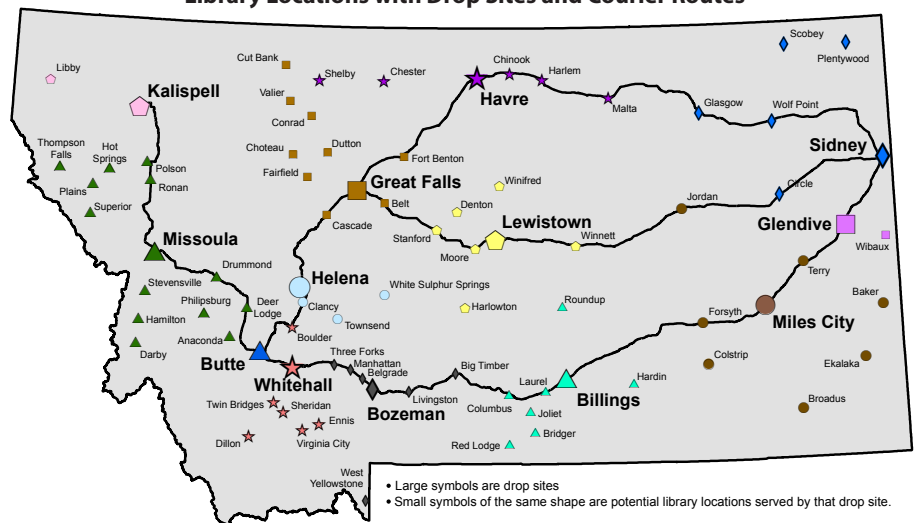 Library Locations with Drop Sites and Courier Routes
Scobey
Plentywood
Cut Bank
Libby
Shelby
Chester
Chinook
Harlem
Kalispell
Valier
Havre
Malta
Glasgow
Wolf Point
Conrad
Thompson
Falls
Hot
Springs
Choteau
Dutton
Fort Benton
Sidney
Polson
Fairfield
Ronan
Great Falls
Winifred
Plains
Circle
Jordan
Belt
Denton
Superior
Cascade
Lewistown
Glendive
Stanford
Winnett
Missoula
Moore
Wibaux
Drummond
Terry
Helena
Stevensville
White Sulphur Springs
Baker
Philipsburg
Deer
Lodge
Clancy
Harlowton
Roundup
Forsyth
Miles City
Hamilton
Townsend
Anaconda
Boulder
Darby
Butte
Three Forks
Manhattan
Belgrade
Big Timber
Colstrip
Ekalaka
Whitehall
Laurel
Hardin
Livingston
Billings
Twin Bridges
Sheridan
Bozeman
Columbus
Broadus
Ennis
Joliet
Dillon
Virginia City
Bridger
Red Lodge
West
Yellowstone
• Large symbols are drop sites
• Small symbols of the same shape are potential library locations served by that drop site.